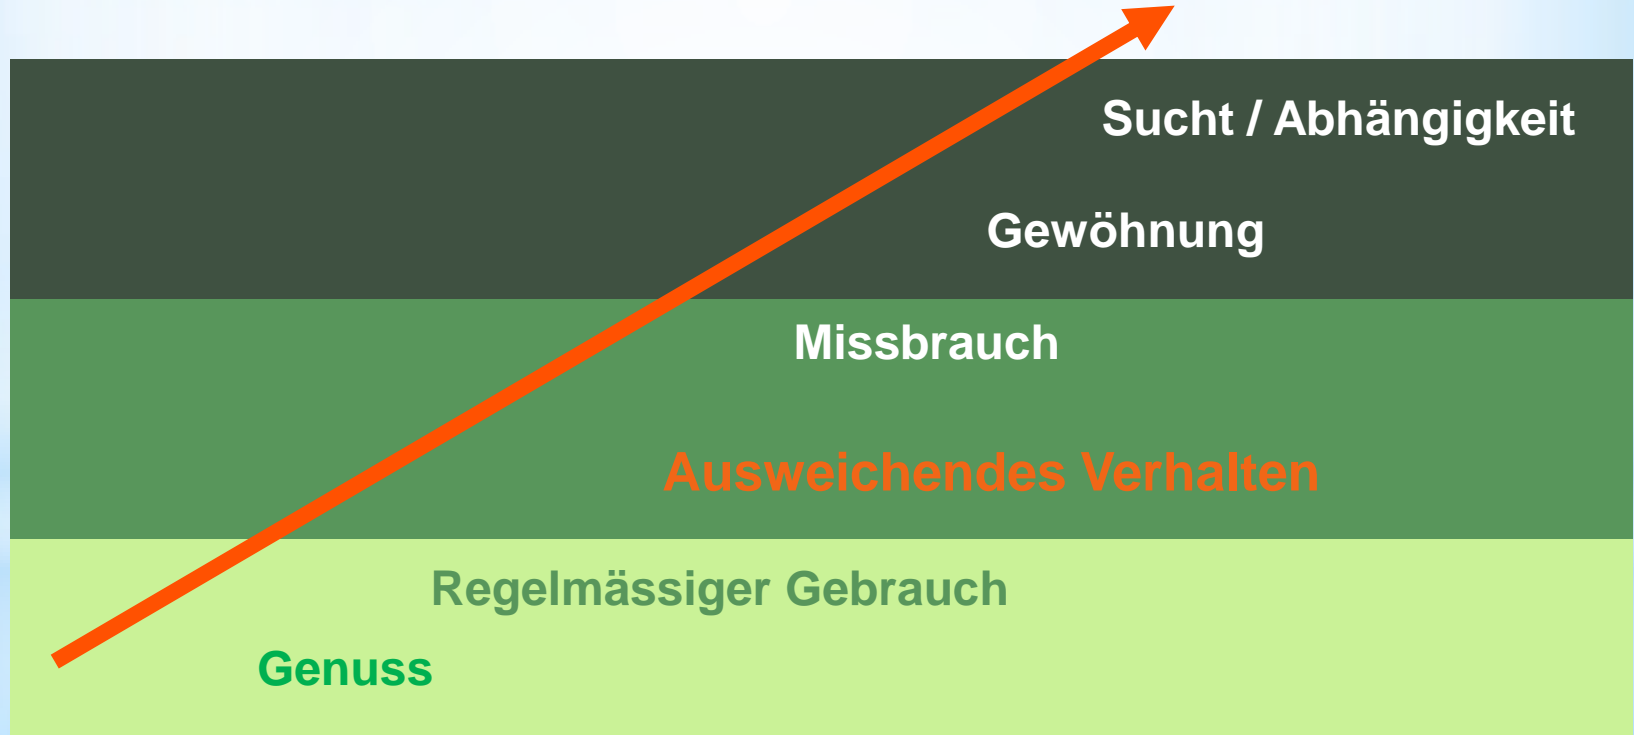 Sucht / Abhängigkeit
Gewöhnung
Missbrauch
Ausweichendes Verhalten
Regelmässiger Gebrauch
Genuss